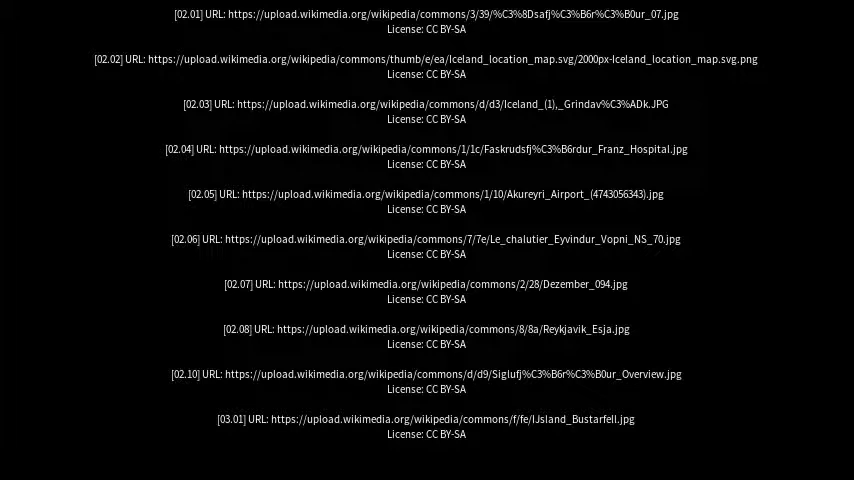 [02.01] URL: https://upload.wikimedia.org/wikipedia/commons/3/39/%C3%8Dsafj%C3%B6r%C3%B0ur_07.jpg
License: CC BY-SA
[02.02] URL: https://upload.wikimedia.org/wikipedia/commons/thumb/e/ea/Iceland_location_map.svg/2000px-Iceland_location_map.svg.png
License: CC BY-SA
[02.03] URL: https://upload.wikimedia.org/wikipedia/commons/d/d3/Iceland_(1),_Grindav%C3%ADk.JPG
License: CC BY-SA
[02.04] URL: https://upload.wikimedia.org/wikipedia/commons/1/1c/Faskrudsfj%C3%B6rdur_Franz_Hospital.jpg
License: CC BY-SA
[02.05] URL: https://upload.wikimedia.org/wikipedia/commons/1/10/Akureyri_Airport_(4743056343).jpg
License: CC BY-SA
[02.06] URL: https://upload.wikimedia.org/wikipedia/commons/7/7e/Le_chalutier_Eyvindur_Vopni_NS_70.jpg
License: CC BY-SA
[02.07] URL: https://upload.wikimedia.org/wikipedia/commons/2/28/Dezember_094.jpg
License: CC BY-SA
[02.08] URL: https://upload.wikimedia.org/wikipedia/commons/8/8a/Reykjavik_Esja.jpg
License: CC BY-SA
[02.10] URL: https://upload.wikimedia.org/wikipedia/commons/d/d9/Siglufj%C3%B6r%C3%B0ur_Overview.jpg
License: CC BY-SA
[03.01] URL: https://upload.wikimedia.org/wikipedia/commons/f/fe/IJsland_Bustarfell.jpg
License: CC BY-SA